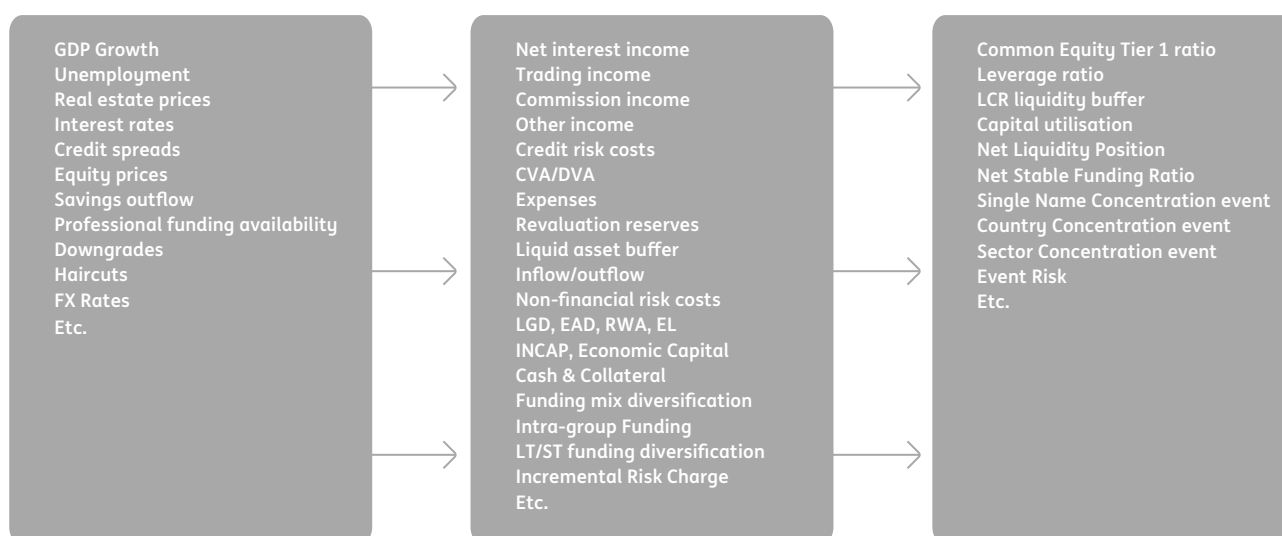 GDP Growth
Unemployment
Real estate prices
Interest rates
Credit spreads
Equity prices
Savings outflow
Professional funding availability
Downgrades
Haircuts
FX Rates
Etc.
Net interest income
Trading income
Commission income
Other income
Credit risk costs
CVA/DVA
Expenses
Revaluation reserves
Liquid asset buffer
Inflow/outflow
Non-financial risk costs
LGD, EAD, RWA, EL
INCAP, Economic Capital
Cash & Collateral
Funding mix diversification
Intra-group Funding
LT/ST funding diversification
Incremental Risk Charge
Etc.
Common Equity Tier 1 ratio
Leverage ratio
LCR liquidity buffer
Capital utilisation
Net Liquidity Position
Net Stable Funding Ratio
Single Name Concentration event
Country Concentration event
Sector Concentration event
Event Risk
Etc.